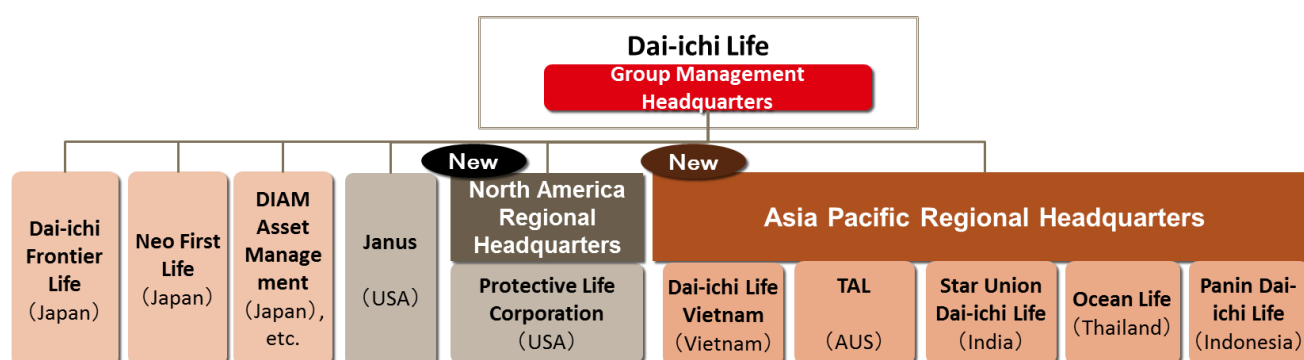 Dai-ichi Life
Group Management
Headquarters
New
New
Dai-ichi
Frontier
Life
（Japan）
Neo First
Life
（Japan）
DIAM
Asset
Manage
ment
（Japan）,
etc.
Janus
（USA）
North America
Regional
Headquarters
Protective Life
Corporation
（USA）
Asia Pacific Regional Headquarters
Dai-ichi Life
Vietnam
（Vietnam）
TAL
（AUS）
Star Union
Dai-ichi Life
（India）
Ocean Life
（Thailand）
Panin Dai-
ichi Life
（Indonesia）